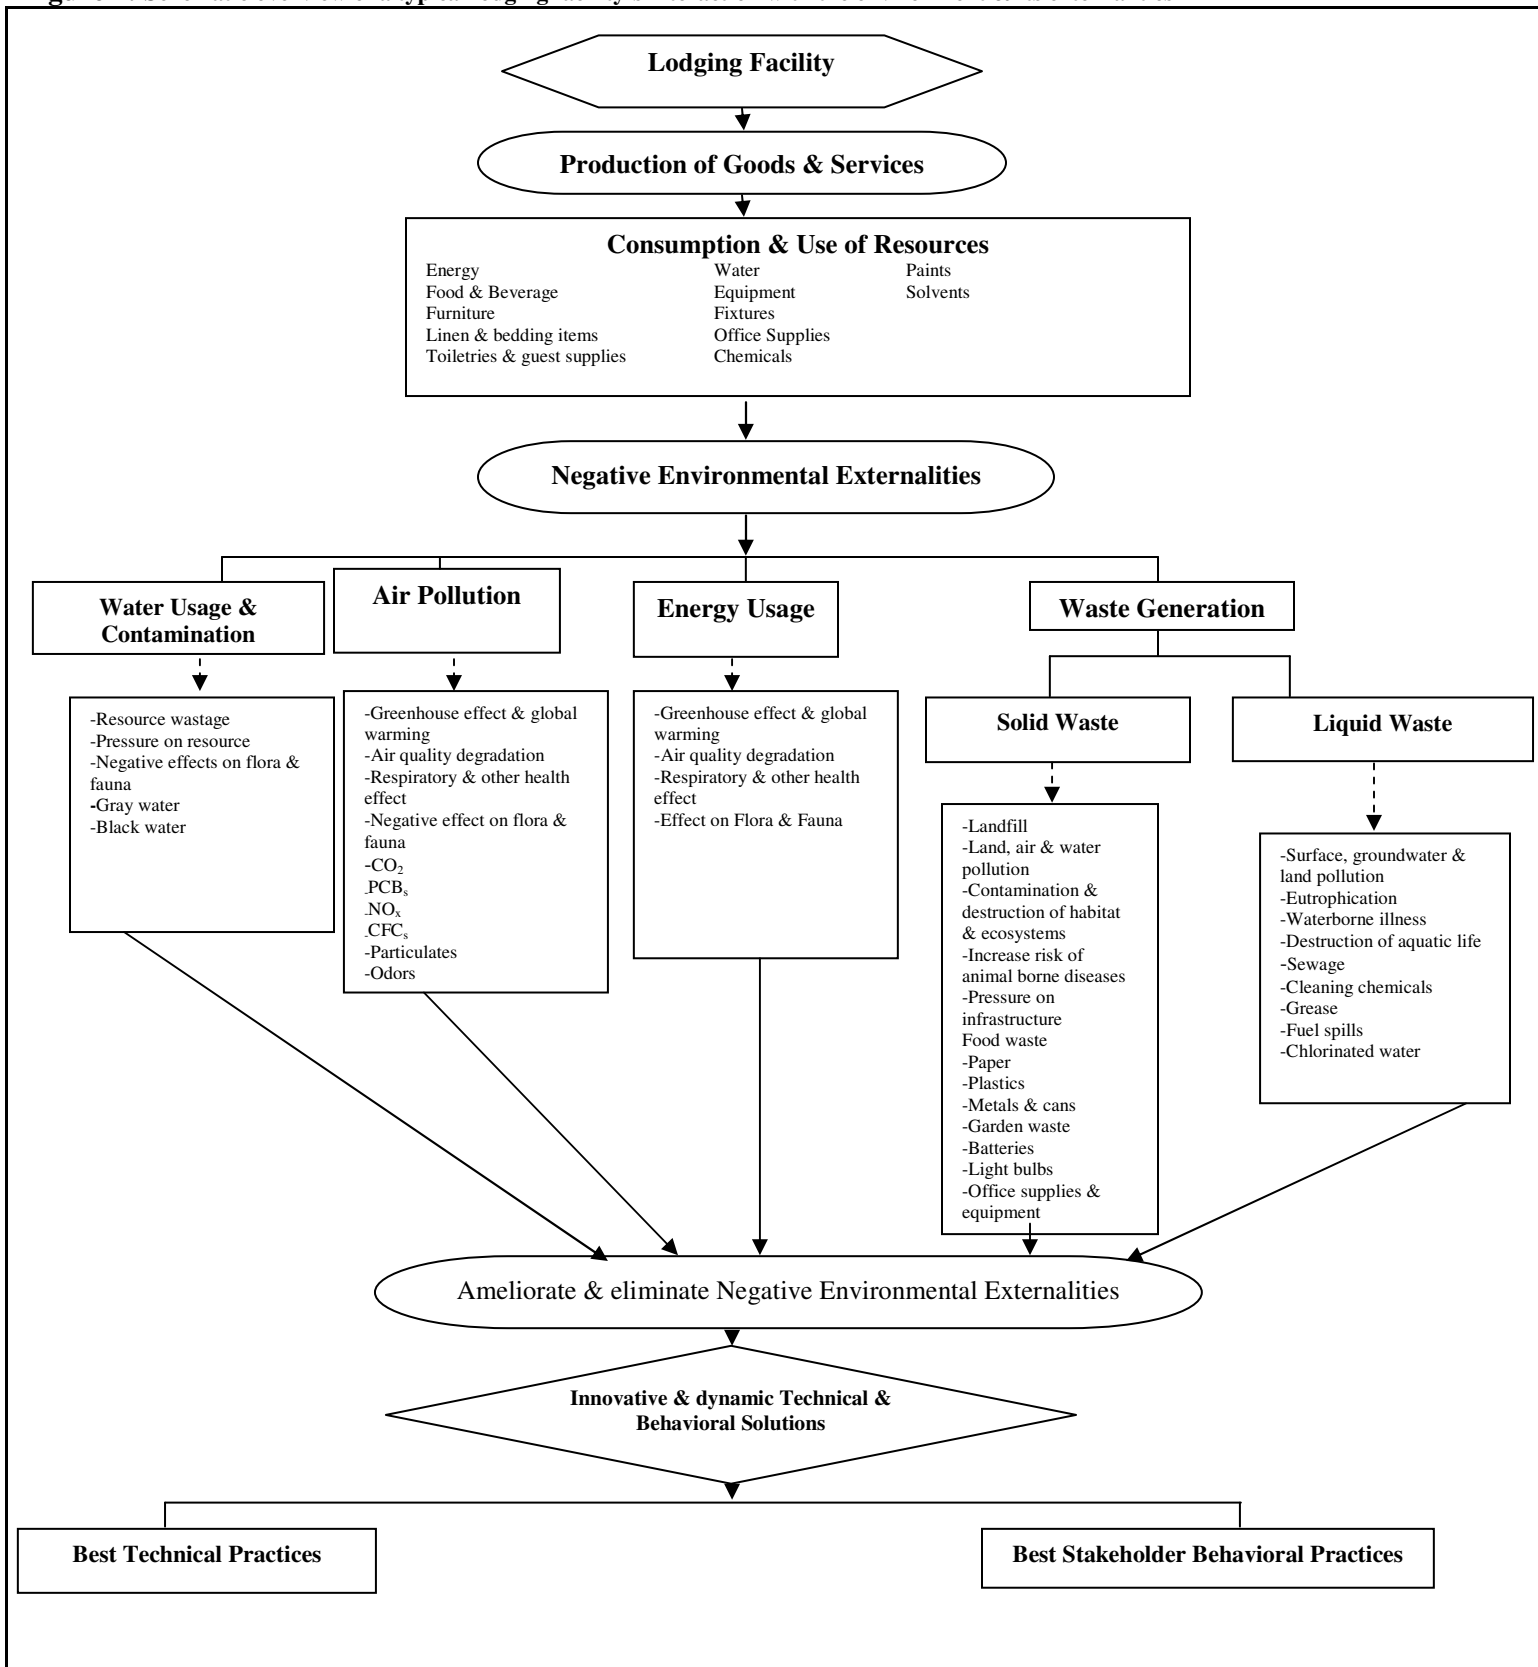 Lodging Facility
Production of Goods & Services
Consumption & Use of Resources
Energy
Food & Beverage
Furniture
Linen & bedding items
Toiletries & guest supplies
Water
Equipment
Fixtures
Office Supplies
Chemicals
Paints
Solvents
Negative Environmental Externalities
Water Usage &
Contamination
Air Pollution
Energy Usage
Waste Generation
-Resource wastage
-Pressure on resource
-Negative effects on flora &
fauna
-Gray water
-Black water
-Greenhouse effect & global
warming
-Air quality degradation
-Respiratory & other health
effect
-Negative effect on flora &
fauna
-CO₂
-PCBₛ
-NOₓ
-CFCₛ
-Particulates
-Odors
-Greenhouse effect & global
warming
-Air quality degradation
-Respiratory & other health
effect
-Effect on Flora & Fauna
Solid Waste
-Landfill
-Land, air & water
pollution
-Contamination &
destruction of habitat
& ecosystems
-Increase risk of
animal borne diseases
-Pressure on
infrastructure
Food waste
-Paper
-Plastics
-Metals & cans
-Garden waste
-Batteries
-Light bulbs
-Office supplies &
equipment
Liquid Waste
-Surface, groundwater &
land pollution
-Eutrophication
-Waterborne illness
-Destruction of aquatic life
-Sewage
-Cleaning chemicals
-Grease
-Fuel spills
-Chlorinated water
Ameliorate & eliminate Negative Environmental Externalities
Innovative & dynamic Technical &
Behavioral Solutions
Best Technical Practices
Best Stakeholder Behavioral Practices